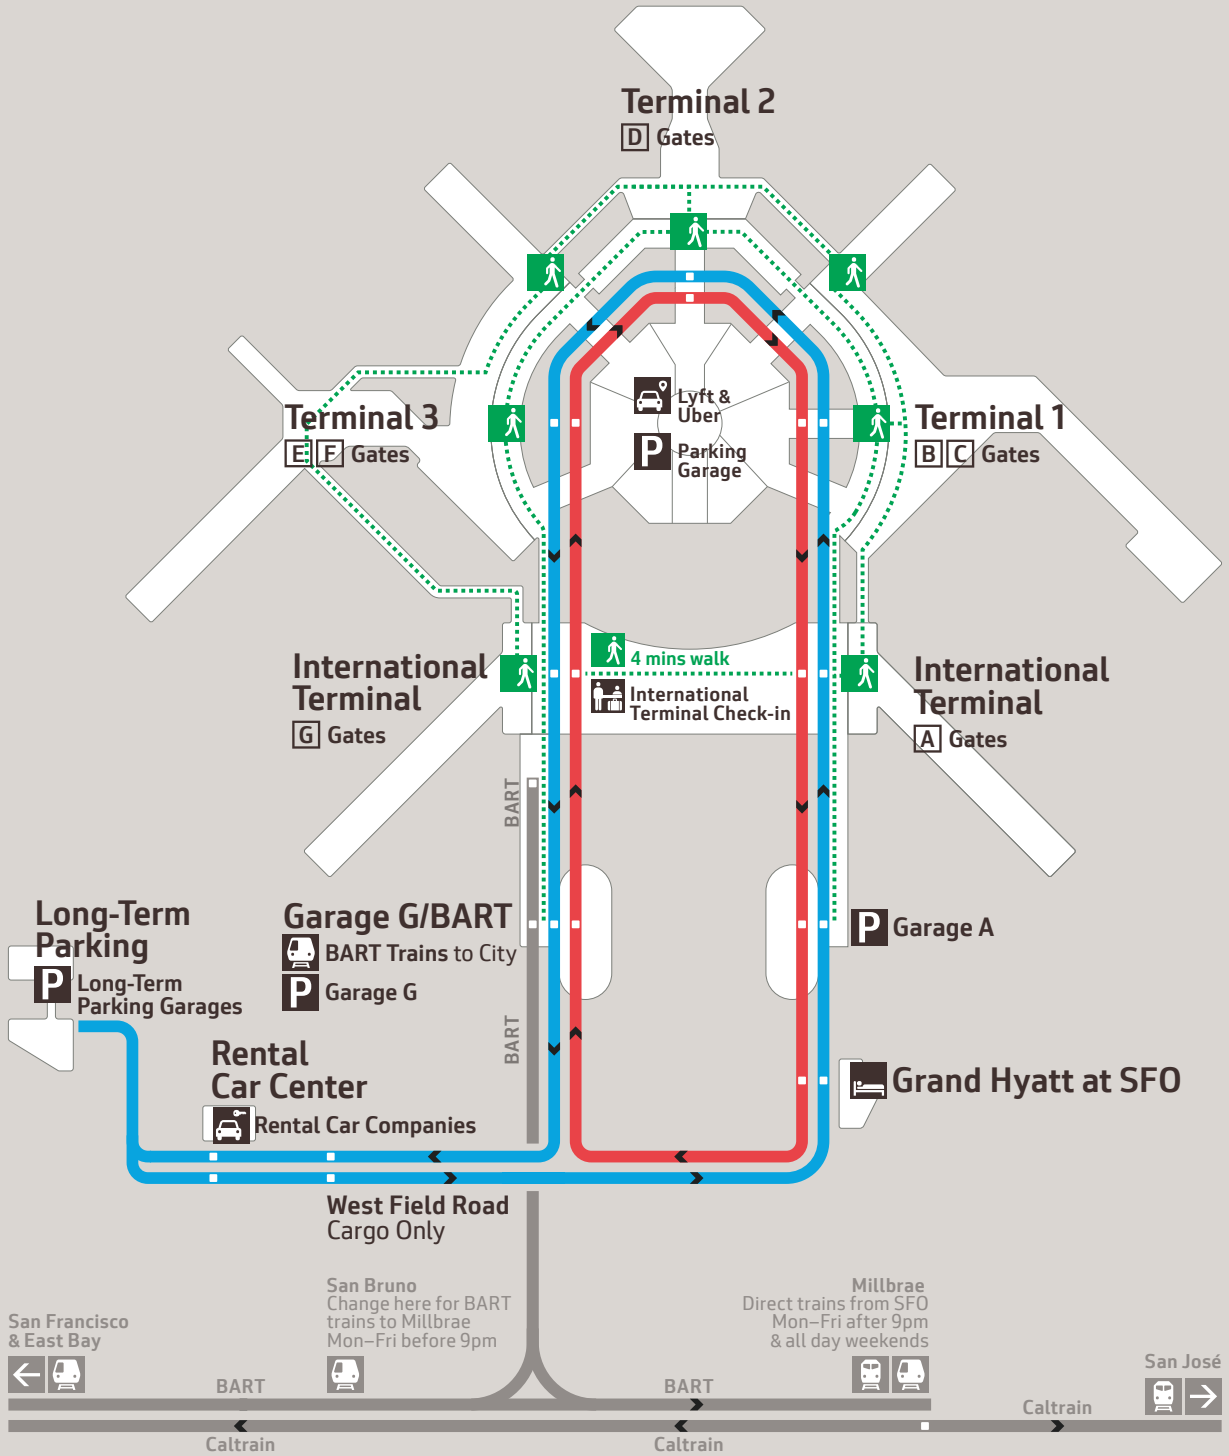 Terminal 2
D Gates
Lyft &
Uber
P Parking
Garage
Terminal 3
E F Gates
Terminal 1
B C Gates
4 mins walk
International
Terminal
G Gates
International
Terminal Check-in
International
Terminal
A Gates
BART
Long-Term
Parking
P Long-Term
Parking Garages
Garage G/BART
BART Trains to City
P Garage G
P Garage A
BART
Rental
Car Center
Rental Car Companies
Grand Hyatt at SFO
West Field Road
Cargo Only
San Francisco
& East Bay
San Bruno
Change here for BART
trains to Millbrae
Mon–Fri before 9pm
Millbrae
Direct trains from SFO
Mon–Fri after 9pm
& all day weekends
San José
BART
BART
Caltrain
Caltrain
Caltrain